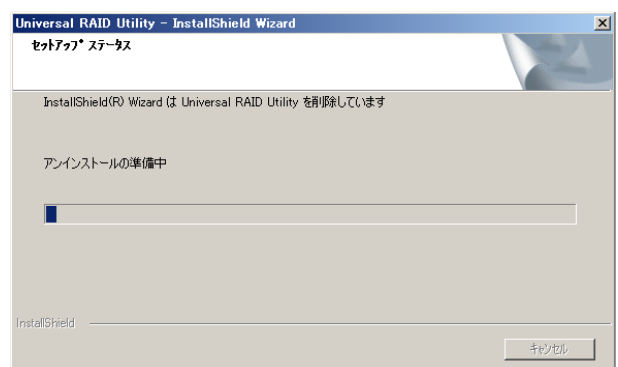 Universal RAID Utility - InstallShield Wizard
ｾｯﾄｱｯﾌﾟ ｽﾃｰﾀｽ
InstallShield(R) Wizard は Universal RAID Utility を削除しています
アンインストールの準備中
InstallShield
キャンセル